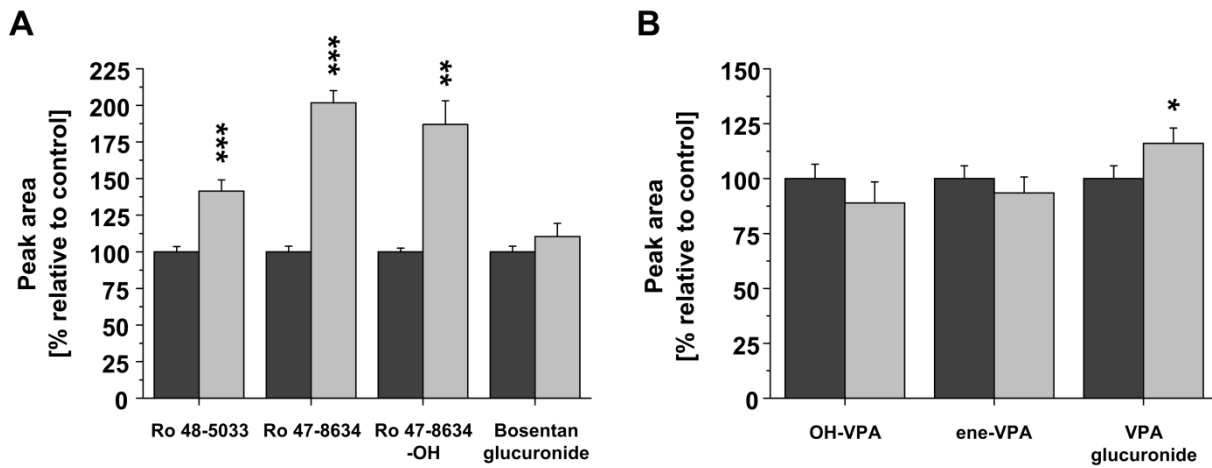 A
Peak area
[% relative to control]
225
200
175
150
125
100
75
50
25
0
***
***
**
Ro 48-5033
Ro 47-8634
Ro 47-8634
-OH
Bosentan
glucuronide
B
Peak area
[% relative to control]
150
125
100
75
50
25
0
*
OH-VPA
ene-VPA
VPA
glucuronide